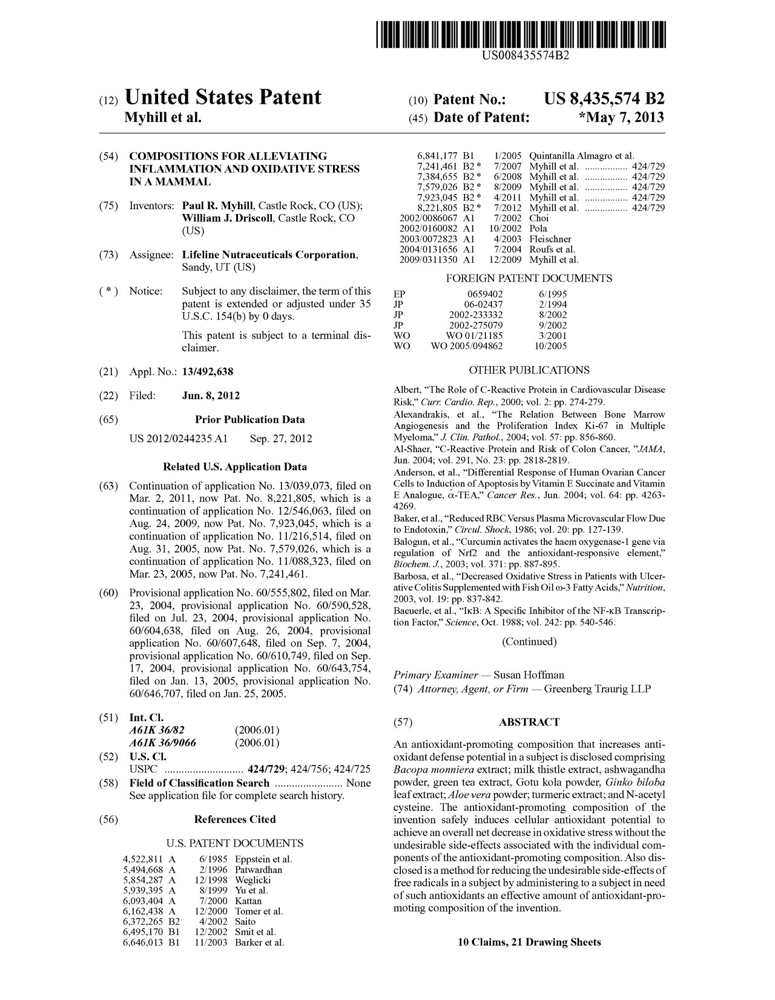 US008435574B2
(12) United States Patent
Myhill et al.
(10) Patent No.: US 8,435,574 B2
(45) Date of Patent: *May 7, 2013
(54) COMPOSITIONS FOR ALLEVIATING
INFLAMMATION AND OXIDATIVE STRESS
IN A MAMMAL
(75) Inventors: Paul R. Myhill, Castle Rock, CO (US);
William J. Driscoll, Castle Rock, CO
(US)
(73) Assignee: Lifeline Nutraceuticals Corporation,
Sandy, UT (US)
( * ) Notice: Subject to any disclaimer, the term of this
patent is extended or adjusted under 35
U.S.C. 154(b) by 0 days.
This patent is subject to a terminal dis-
claimer.
(21) Appl. No.: 13/492,638
(22) Filed: Jun. 8, 2012
(65) Prior Publication Data
US 2012/0244235 A1 Sep. 27, 2012
Related U.S. Application Data
(63) Continuation of application No. 13/039,073, filed on
Mar. 2, 2011, now Pat. No. 8,221,805, which is a
continuation of application No. 12/546,063, filed on
Aug. 24, 2009, now Pat. No. 7,923,045, which is a
continuation of application No. 11/216,514, filed on
Aug. 31, 2005, now Pat. No. 7,579,026, which is a
continuation of application No. 11/088,323, filed on
Mar. 23, 2005, now Pat. No. 7,241,461.
(60) Provisional application No. 60/555,802, filed on Mar.
23, 2004, provisional application No. 60/590,528,
filed on Jul. 23, 2004, provisional application No.
60/604,638, filed on Aug. 26, 2004, provisional
application No. 60/607,648, filed on Sep. 7, 2004,
provisional application No. 60/610,749, filed on Sep.
17, 2004, provisional application No. 60/643,754,
filed on Jan. 13, 2005, provisional application No.
60/646,707, filed on Jan. 25, 2005.
(51) Int. Cl.
A61K 36/82 (2006.01)
A61K 36/9066 (2006.01)
(52) U.S. Cl.
USPC ............................ 424/729; 424/756; 424/725
(58) Field of Classification Search ........................ None
See application file for complete search history.
(56) References Cited
U.S. PATENT DOCUMENTS
4,522,811 A 6/1985 Eppstein et al.
5,494,668 A 2/1996 Patwardhan
5,854,287 A 12/1998 Weglicki
5,939,395 A 8/1999 Yu et al.
6,093,404 A 7/2000 Kattan
6,162,438 A 12/2000 Tomer et al.
6,372,265 B2 4/2002 Saito
6,495,170 B1 12/2002 Smit et al.
6,646,013 B1 11/2003 Barker et al.
6,841,177 B1 1/2005 Quintanilla Almagro et al.
7,241,461 B2 * 7/2007 Myhill et al. ................. 424/729
7,384,655 B2 * 6/2008 Myhill et al. ................. 424/729
7,579,026 B2 * 8/2009 Myhill et al. ................. 424/729
7,923,045 B2 * 4/2011 Myhill et al. ................. 424/729
8,221,805 B2 * 7/2012 Myhill et al. ................. 424/729
2002/0086067 A1 7/2002 Choi
2002/0160082 A1 10/2002 Pola
2003/0072823 A1 4/2003 Fleischner
2004/0131656 A1 7/2004 Roufs et al.
2009/0311350 A1 12/2009 Myhill et al.
FOREIGN PATENT DOCUMENTS
EP 0659402 6/1995
JP 06-02437 2/1994
JP 2002-233332 8/2002
JP 2002-275079 9/2002
WO WO 01/21185 3/2001
WO WO 2005/094862 10/2005
OTHER PUBLICATIONS
Albert, “The Role of C-Reactive Protein in Cardiovascular Disease
Risk,” Curr. Cardio. Rep., 2000; vol. 2: pp. 274-279.
Alexandrakis, et al., “The Relation Between Bone Marrow
Angiogenesis and the Proliferation Index Ki-67 in Multiple
Myeloma,” J. Clin. Pathol., 2004; vol. 57: pp. 856-860.
Al-Shaer, “C-Reactive Protein and Risk of Colon Cancer, ”JAMA,
Jun. 2004; vol. 291, No. 23: pp. 2818-2819.
Anderson, et al., “Differential Response of Human Ovarian Cancer
Cells to Induction of Apoptosis by Vitamin E Succinate and Vitamin
E Analogue, ά-TEA,” Cancer Res., Jun. 2004; vol. 64: pp. 4263-
4269.
Baker, et al., “Reduced RBC Versus Plasma Microvascular Flow Due
to Endotoxin,” Circul. Shock, 1986; vol. 20: pp. 127-139.
Balogun, et al., “Curcumin activates the haem oxygenase-1 gene via
regulation of Nrf2 and the antioxidant-responsive element,”
Biochem. J., 2003; vol. 371: pp. 887-895.
Barbosa, et al., “Decreased Oxidative Stress in Patients with Ulcer-
ative Colitis Supplemented with Fish Oil ω-3 Fatty Acids,” Nutrition,
2003, vol. 19: pp. 837-842.
Baeuerle, et al., “IκB: A Specific Inhibitor of the NF-κB Transcrip-
tion Factor,” Science, Oct. 1988; vol. 242: pp. 540-546.
(Continued)
Primary Examiner — Susan Hoffman
(74) Attorney, Agent, or Firm — Greenberg Traurig LLP
(57) ABSTRACT
An antioxidant-promoting composition that increases anti-
oxidant defense potential in a subject is disclosed comprising
Bacopa monniera extract; milk thistle extract, ashwagandha
powder, green tea extract, Gotu kola powder, Ginko biloba
leaf extract; Aloe vera powder; turmeric extract; and N-acetyl
cysteine. The antioxidant-promoting composition of the
invention safely induces cellular antioxidant potential to
achieve an overall net decrease in oxidative stress without the
undesirable side-effects associated with the individual com-
ponents of the antioxidant-promoting composition. Also dis-
closed is a method for reducing the undesirable side-effects of
free radicals in a subject by administering to a subject in need
of such antioxidants an effective amount of antioxidant-pro-
moting composition of the invention.
10 Claims, 21 Drawing Sheets